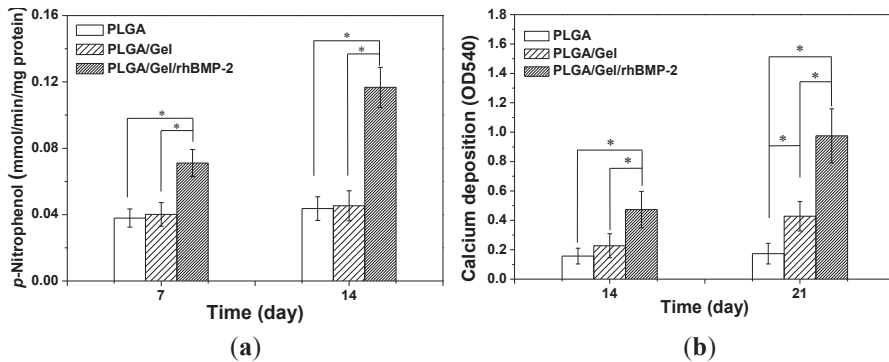 p-Nitrophenol (mmol/min/mg protein)
0.16
0.12
0.08
0.04
0.00
PLGA
PLGA/Gel
PLGA/Gel/rhBMP-2
*
*
*
*
7
14
Time (day)
(a)
Calcium deposition (OD540)
1.8
1.6
1.4
1.2
1.0
0.8
0.6
0.4
0.2
0.0
PLGA
PLGA/Gel
PLGA/Gel/rhBMP-2
*
*
*
*
*
14
21
Time (day)
(b)